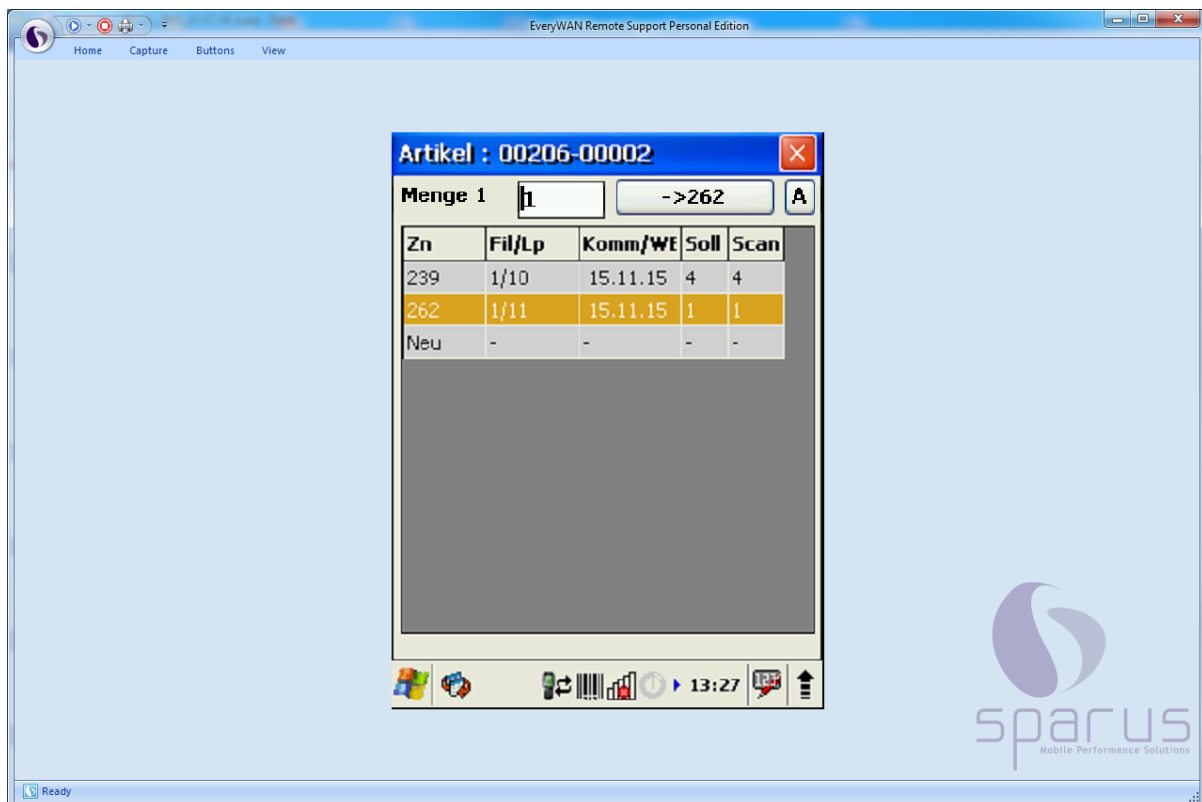 EveryWAN Remote Support Personal Edition
Home Capture Buttons View
Artikel : 00206-00002
Menge 1 1 ->262 A
Zn Fil/Lp Komm/WE Soll Scan
239 1/10 15.11.15 4 4
262 1/11 15.11.15 1 1
Neu - - - -
123 13:27
sparus
Mobile Performance Solutions
Ready